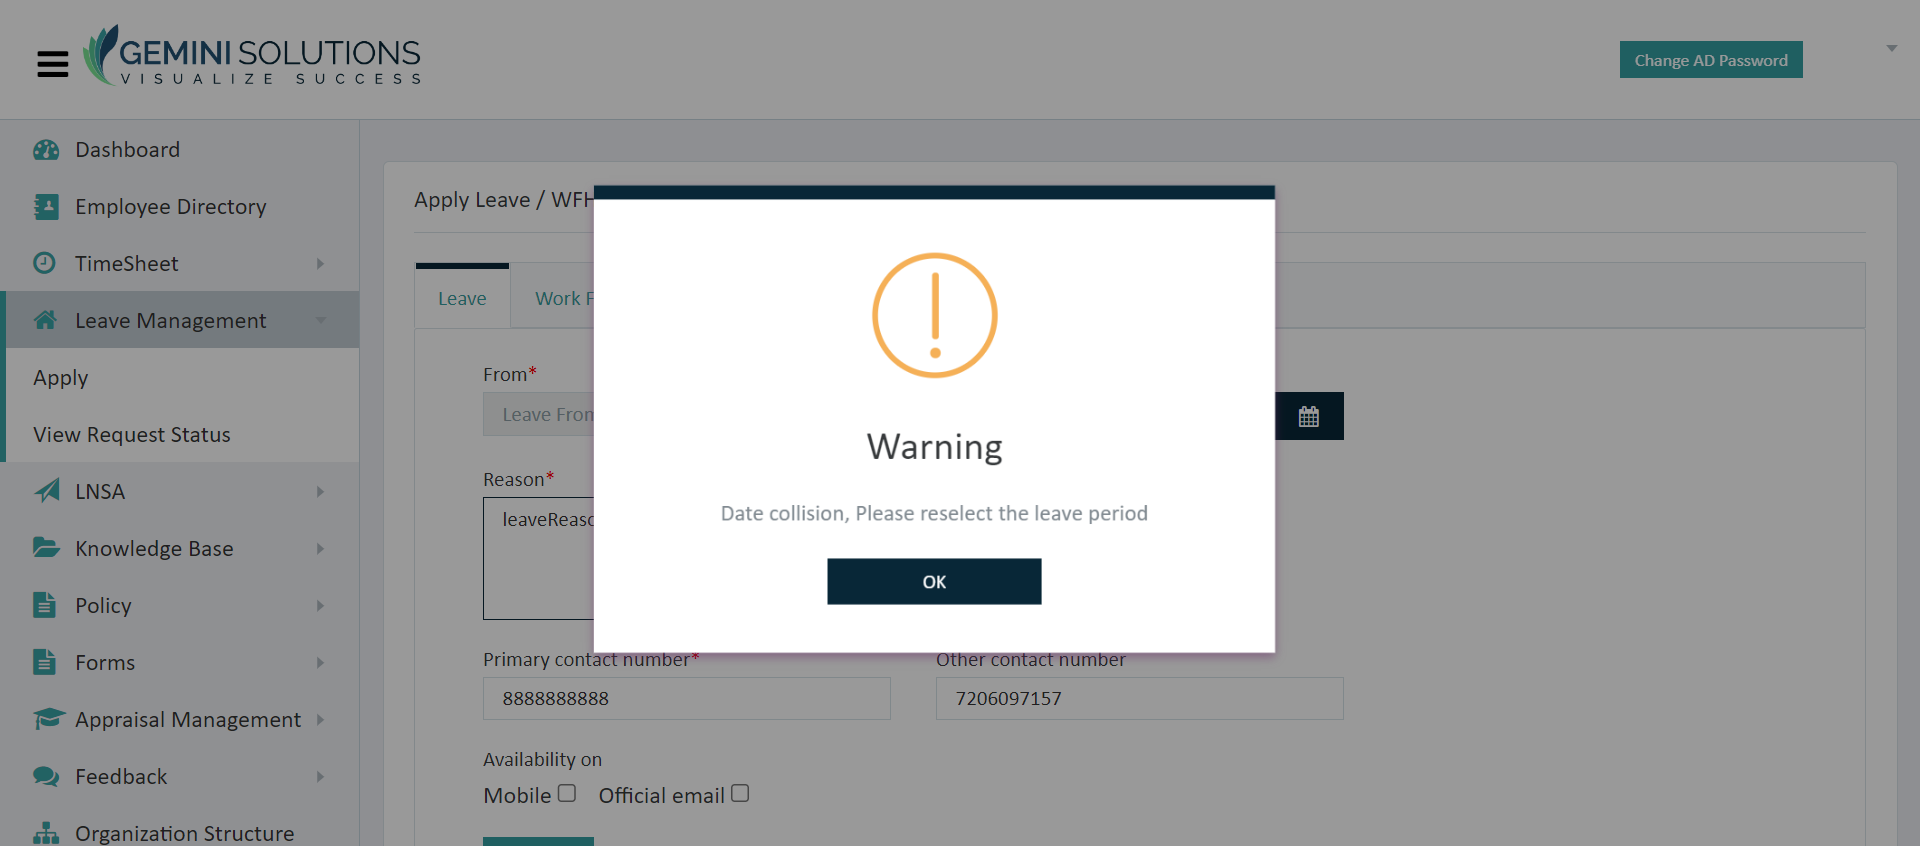 GEMINI SOLUTIONS
VISUALIZE SUCCESS
Change AD Password
Dashboard
Employee Directory
TimeSheet
Leave Management
Apply
View Request Status
LNSA
Knowledge Base
Policy
Forms
Appraisal Management
Feedback
Organization Structure
Apply Leave / WFH
Leave
Work F
From*
Leave From
Reason*
leaveReaso
Warning
Date collision, Please reselect the leave period
OK
Primary contact number*
Other contact number
8888888888
7206097157
Availability on
Mobile
Official email